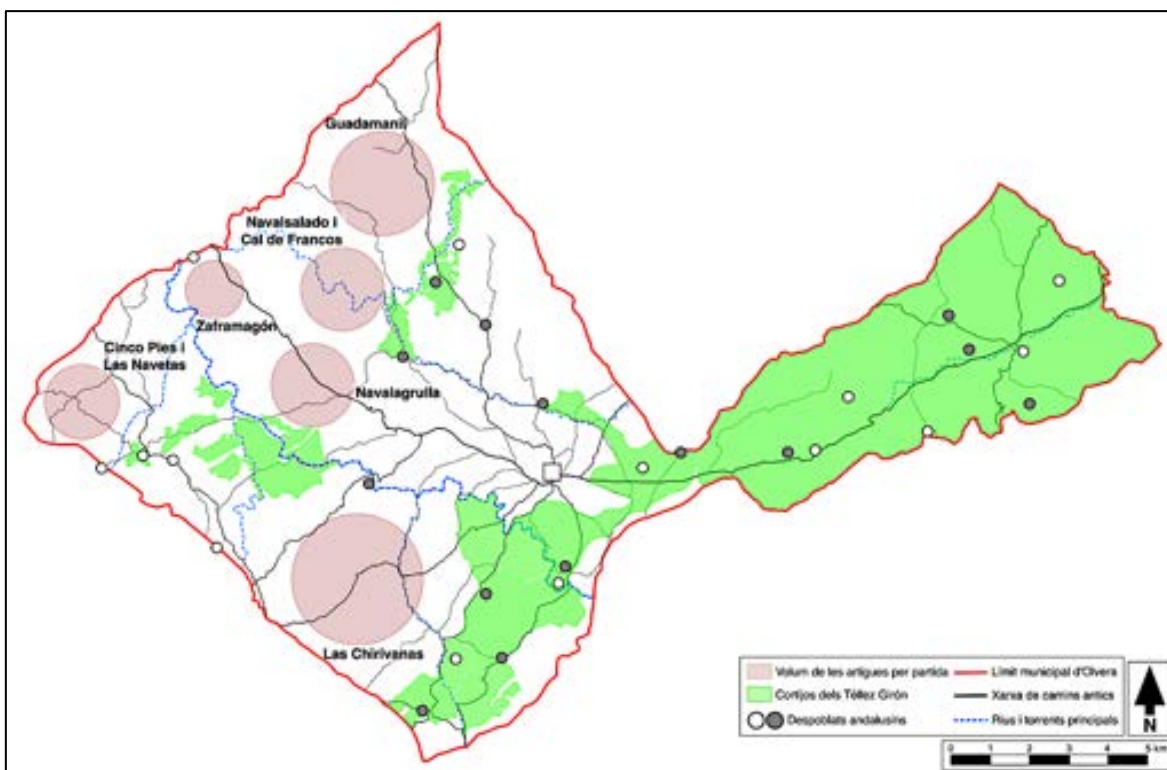 Guadamanil
Navalsalado i
Cal de Francos
Zaframagón
Cinco Pies i
Las Navetas
Navalagrulla
Las Chirivanas
Volum de les artigues per partida
Límit municipal d'Olvera
Cortijos dels Téllez Girón
Xarxa de camins antics
Despoblats andalusins
Rius i torrents principals
N
0 1 2 3 4 5 km